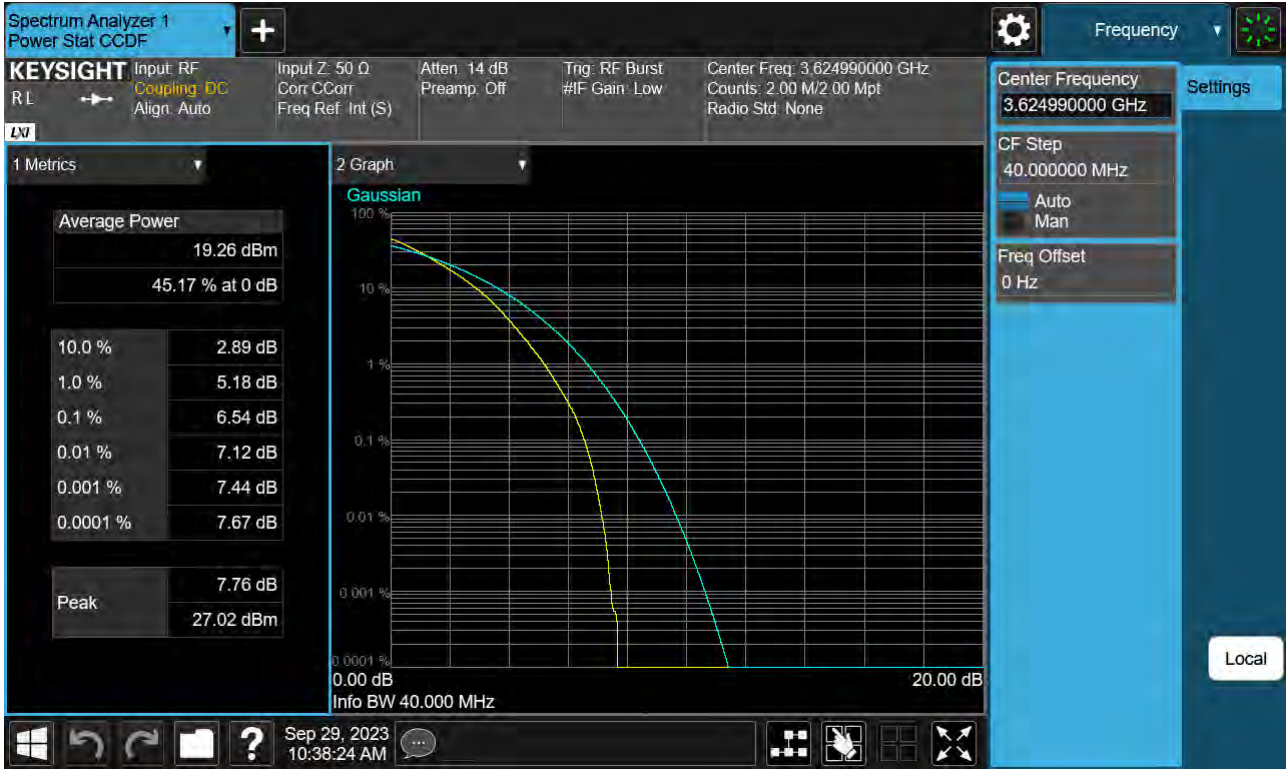 Spectrum Analyzer 1
Power Stat CCDF
Frequency
KEYSIGHT
R L
LXI
Input: RF
Coupling: DC
Align: Auto
Input Z: 50 Ω
Corr CCorr
Freq Ref: Int (S)
Atten: 14 dB
Preamp: Off
Trig: RF Burst
#IF Gain: Low
Center Freq: 3.624990000 GHz
Counts: 2.00 M/2.00 Mpt
Radio Std: None
Center Frequency
3.624990000 GHz
Settings
CF Step
40.000000 MHz
Auto
Man
Freq Offset
0 Hz
1 Metrics
Average Power
19.26 dBm
45.17 % at 0 dB
10.0 % 2.89 dB
1.0 % 5.18 dB
0.1 % 6.54 dB
0.01 % 7.12 dB
0.001 % 7.44 dB
0.0001 % 7.67 dB
Peak
7.76 dB
27.02 dBm
2 Graph
Gaussian
100 %
10 %
1 %
0.1 %
0.01 %
0.001 %
0.0001 %
0.00 dB 20.00 dB
Info BW 40.000 MHz
Local
?
Sep 29, 2023
10:38:24 AM